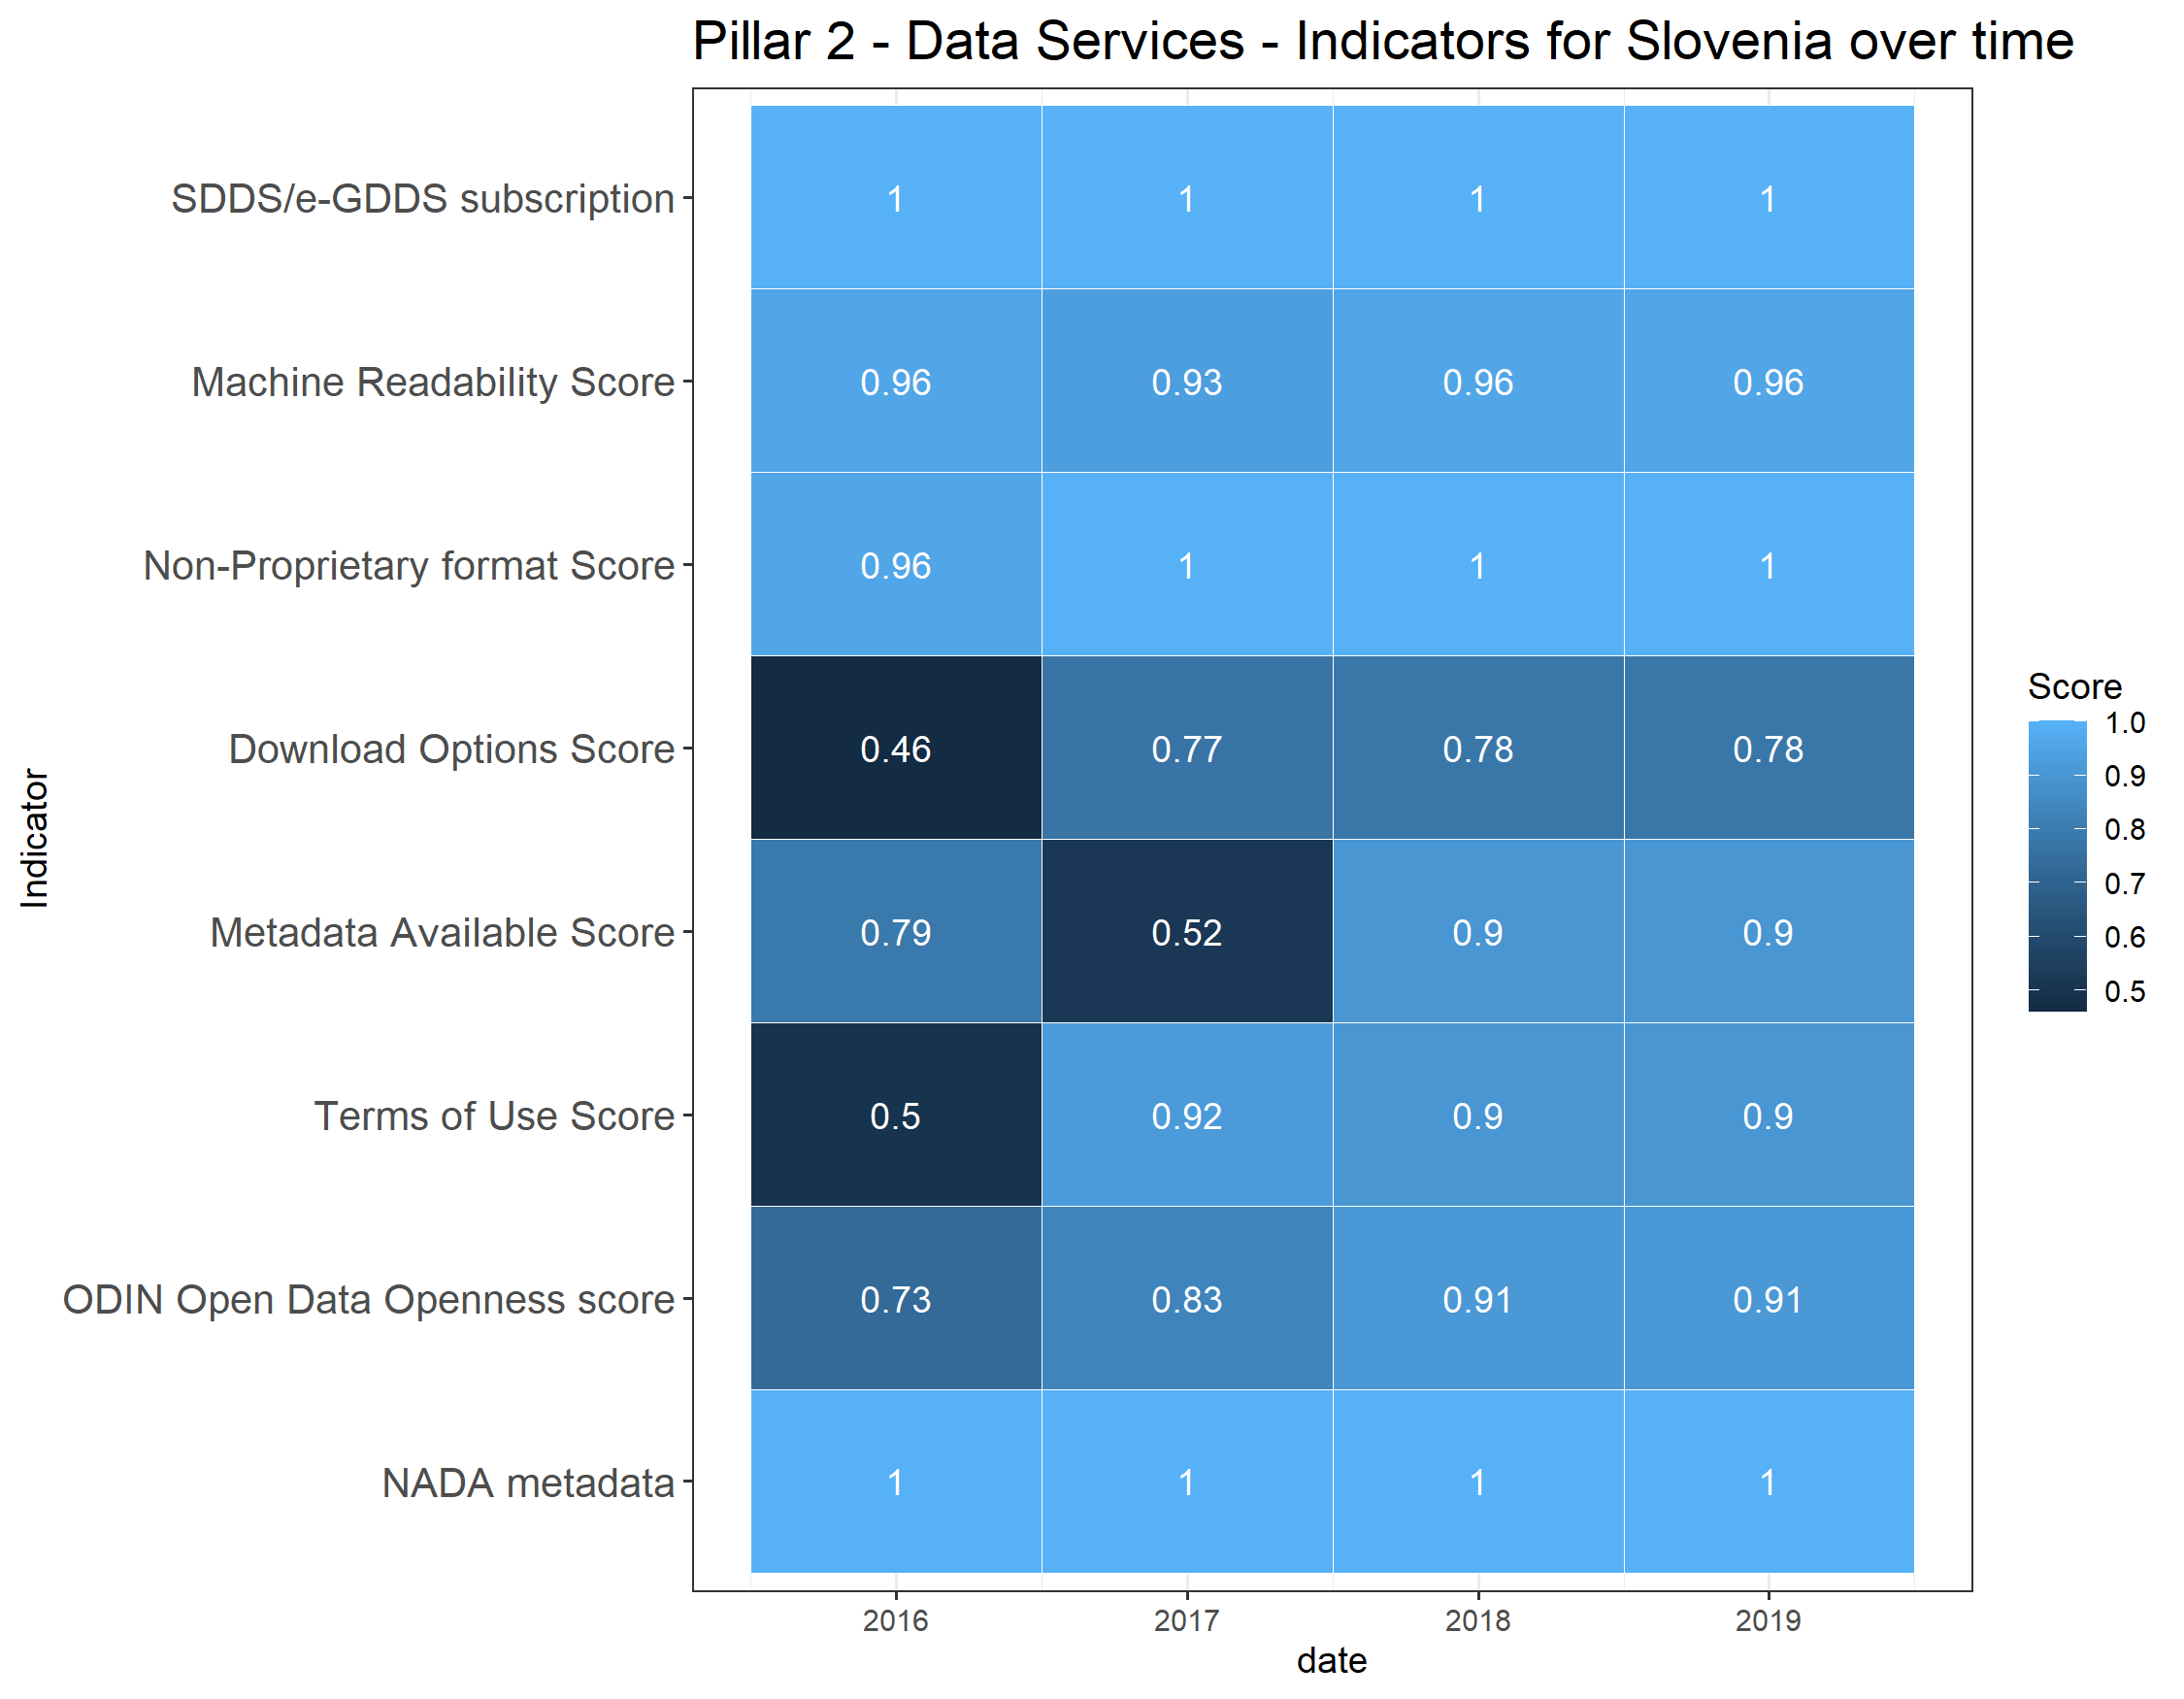 Pillar 2 - Data Services - Indicators for Slovenia over time
SDDS/e-GDDS subscription 1 1 1 1
Machine Readability Score 0.96 0.93 0.96 0.96
Non-Proprietary format Score 0.96 1 1 1
Download Options Score 0.46 0.77 0.78 0.78
Metadata Available Score 0.79 0.52 0.9 0.9
Terms of Use Score 0.5 0.92 0.9 0.9
ODIN Open Data Openness score 0.73 0.83 0.91 0.91
NADA metadata 1 1 1 1
2016 2017 2018 2019
date
Indicator
Score
1.0
0.9
0.8
0.7
0.6
0.5